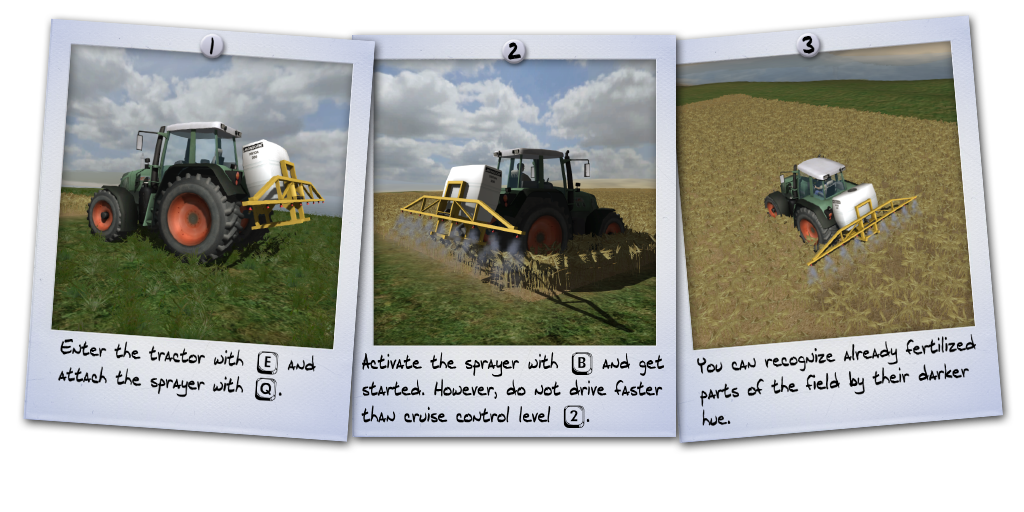 1
Enter the tractor with E and
attach the sprayer with Q.
2
Activate the sprayer with B and get
started. However, do not drive faster
than cruise control level 2.
3
You can recognize already fertilized
parts of the field by their darker
hue.